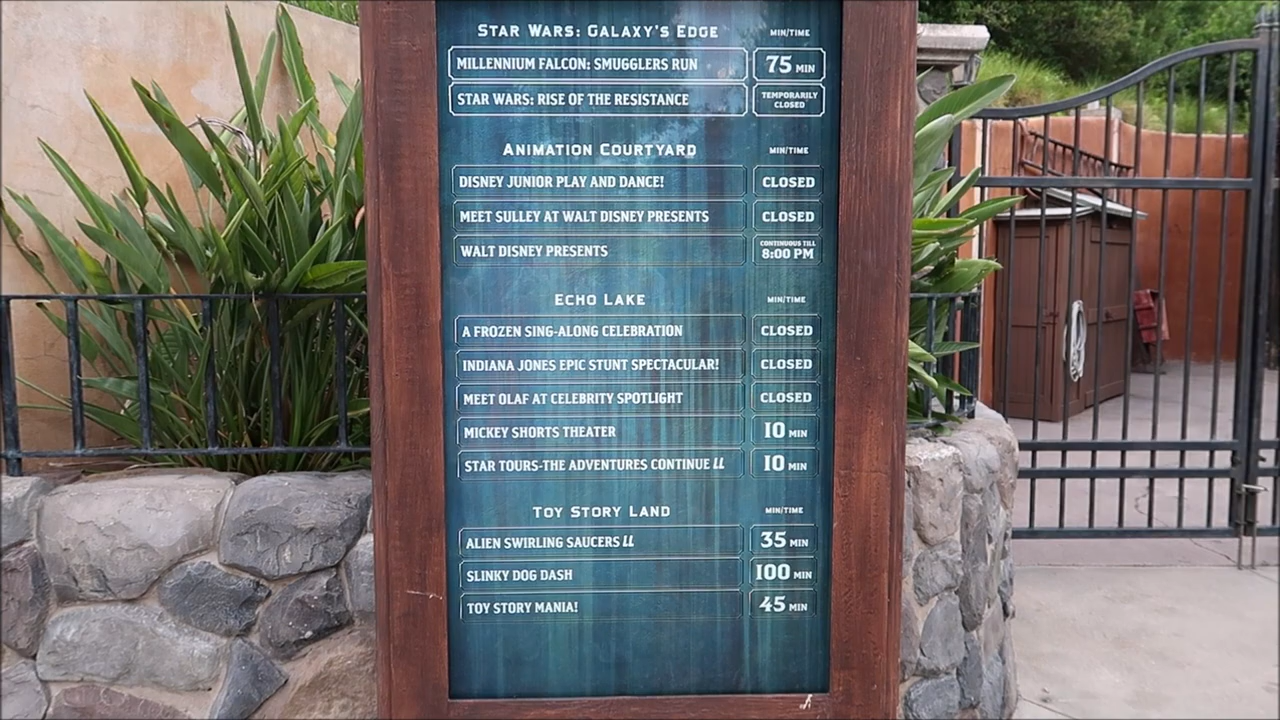 STAR WARS: GALAXY'S EDGE MIN/TIME
MILLENNIUM FALCON: SMUGGLERS RUN 75 MIN
STAR WARS: RISE OF THE RESISTANCE TEMPORARILY CLOSED
ANIMATION COURTYARD MIN/TIME
DISNEY JUNIOR PLAY AND DANCE! CLOSED
MEET SULLEY AT WALT DISNEY PRESENTS CLOSED
WALT DISNEY PRESENTS CONTINUOUS TILL 8:00 PM
ECHO LAKE MIN/TIME
A FROZEN SING-ALONG CELEBRATION CLOSED
INDIANA JONES EPIC STUNT SPECTACULAR! CLOSED
MEET OLAF AT CELEBRITY SPOTLIGHT CLOSED
MICKEY SHORTS THEATER 10 MIN
STAR TOURS-THE ADVENTURES CONTINUE LL 10 MIN
TOY STORY LAND MIN/TIME
ALIEN SWIRLING SAUCERS LL 35 MIN
SLINKY DOG DASH 100 MIN
TOY STORY MANIA! 45 MIN